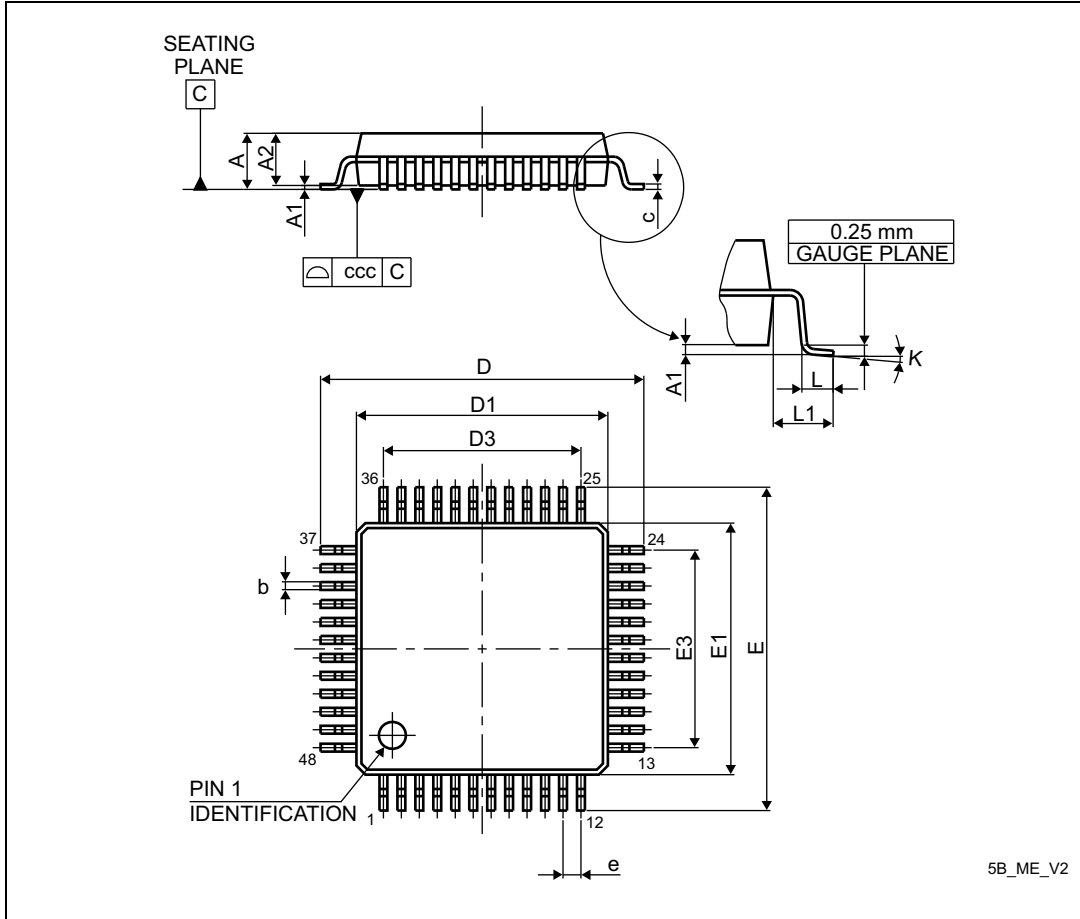 SEATING
PLANE
C
A
A2
A1
c
ccc C
0.25 mm
GAUGE PLANE
A1
K
L
L1
D
D1
D3
36
25
37
24
b
E3
E1
E
48
13
PIN 1
IDENTIFICATION
1
12
e
5B_ME_V2